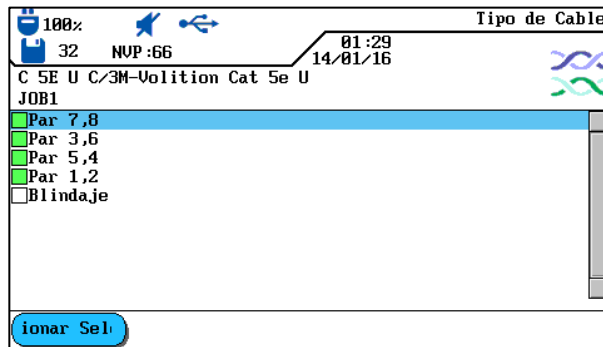 100%
Tipo de Cable
32 NVP:66
01:29
14/01/16
C 5E U C/3M-Volition Cat 5e U
JOB1
Par 7,8
Par 3,6
Par 5,4
Par 1,2
Blindaje
ionar Sel